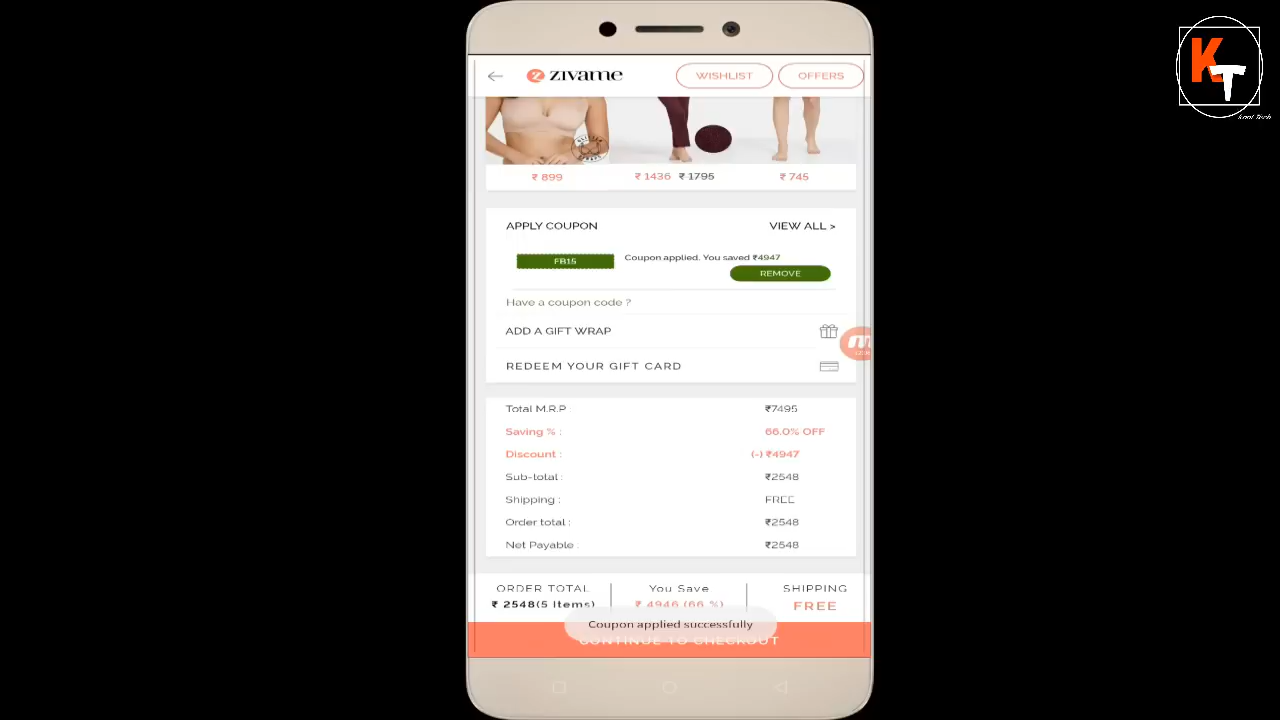 ZIVAME
WISHLIST
OFFERS
K
T
Kool Tech
₹ 899
₹ 1436 ₹ 1795
₹ 745
APPLY COUPON
VIEW ALL >
FB15
Coupon applied. You saved ₹4947
REMOVE
Have a coupon code ?
ADD A GIFT WRAP
REDEEM YOUR GIFT CARD
Total M.R.P : ₹7495
Saving % : 66.0% OFF
Discount : (-) ₹4947
Sub-total : ₹2548
Shipping : FREE
Order total : ₹2548
Net Payable : ₹2548
ORDER TOTAL
₹ 2548(5 Items)
You Save
₹ 4946 (66 %)
SHIPPING
FREE
Coupon applied successfully
CONTINUE TO CHECKOUT